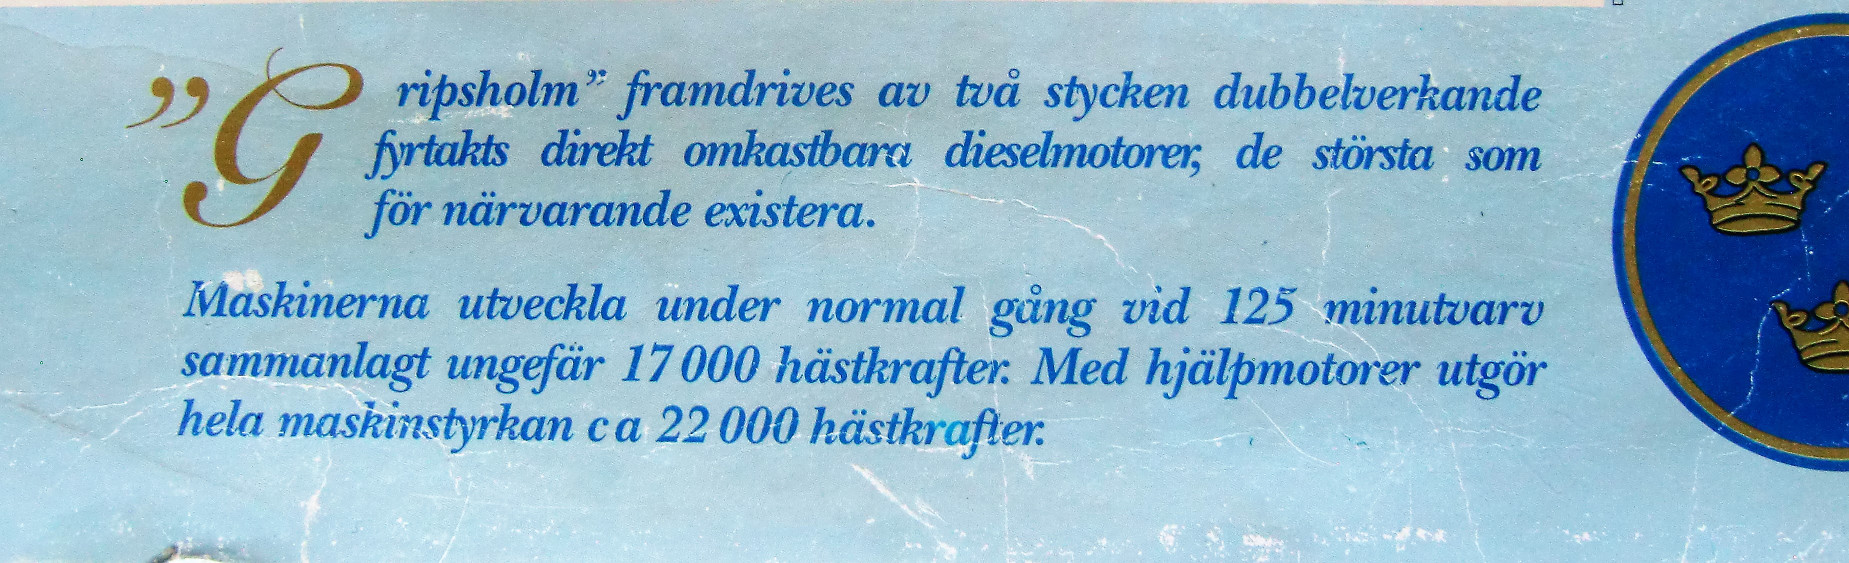 ”Gripsholm” framdrives av två stycken dubbelverkande
fyrtakts direkt omkastbara dieselmotorer, de största som
för närvarande existera.
Maskinerna utveckla under normal gång vid 125 minutvarv
sammanlagt ungefär 17 000 hästkrafter. Med hjälpmotorer utgör
hela maskinstyrkan ca 22 000 hästkrafter.